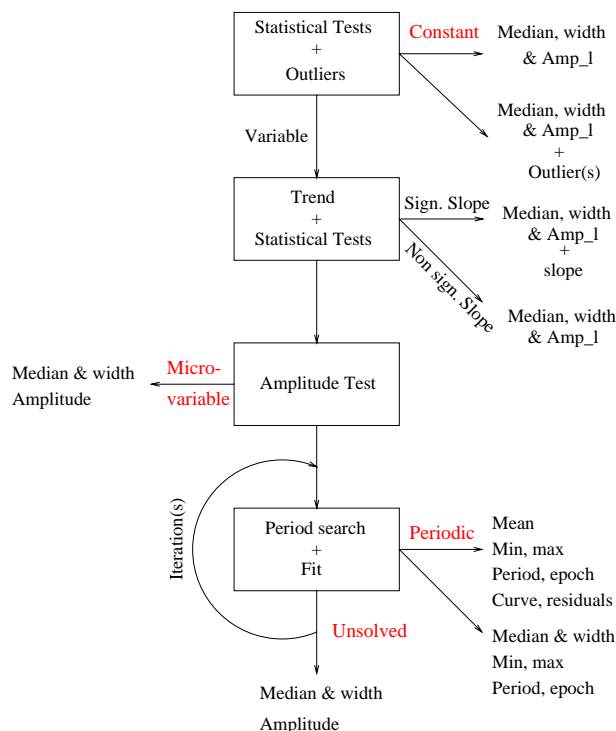 Statistical Tests
+
Outliers
Constant
Median, width
& Amp_l
Median, width
& Amp_l
+
Outlier(s)
Variable
Trend
+
Statistical Tests
Sign. Slope
Median, width
& Amp_l
+
slope
Non sign. Slope
Median, width
& Amp_l
Amplitude Test
Micro-
variable
Median & width
Amplitude
Iteration(s)
Period search
+
Fit
Periodic
Mean
Min, max
Period, epoch
Curve, residuals
Median & width
Min, max
Period, epoch
Unsolved
Median & width
Amplitude